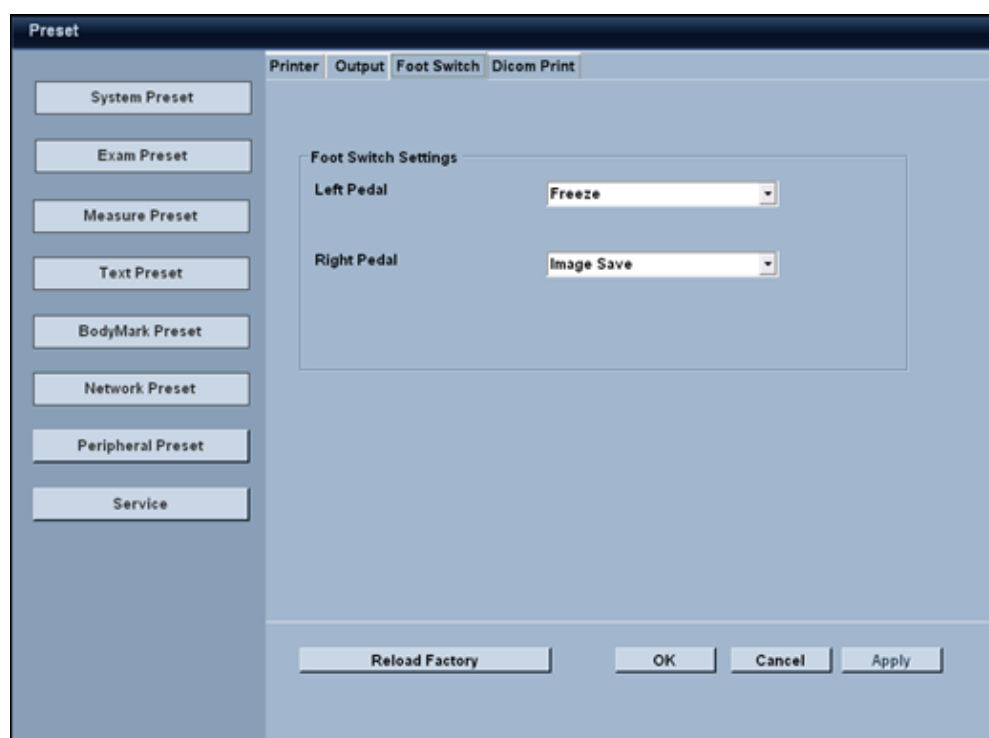 Preset
Printer Output Foot Switch Dicom Print
System Preset
Exam Preset
Measure Preset
Text Preset
BodyMark Preset
Network Preset
Peripheral Preset
Service
Foot Switch Settings
Left Pedal Freeze
Right Pedal Image Save
Reload Factory OK Cancel Apply